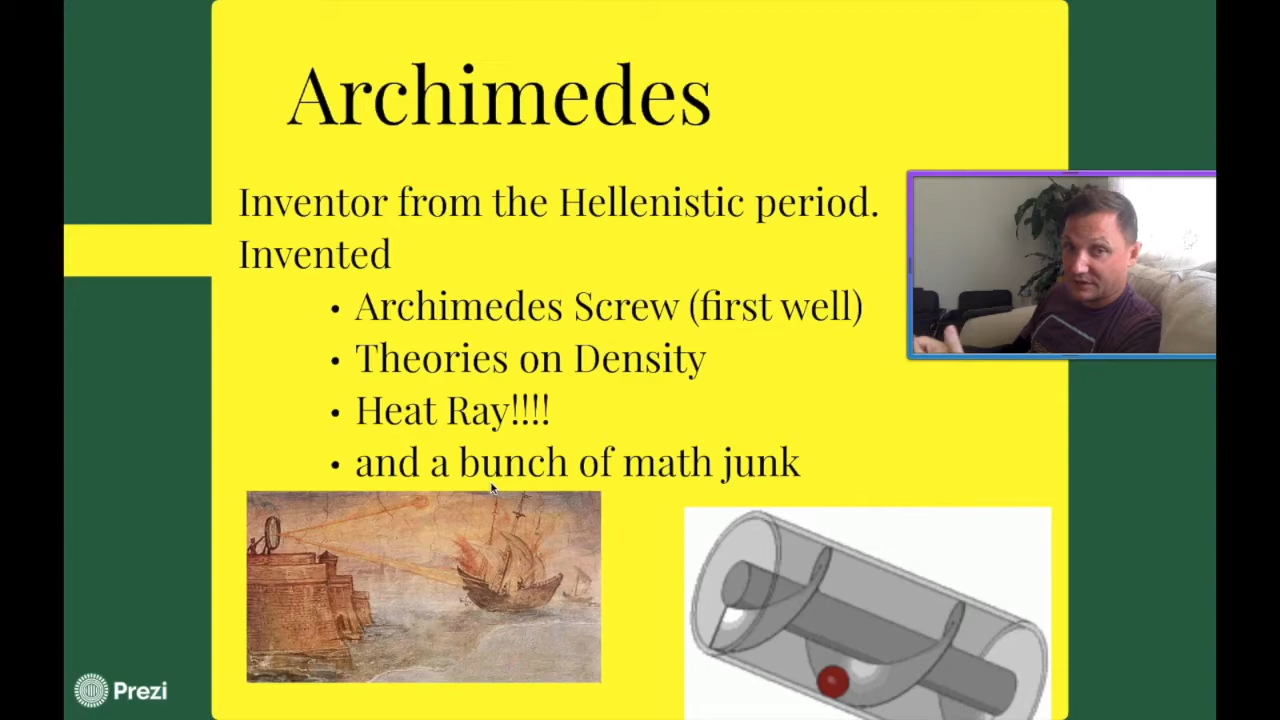 Archimedes
Inventor from the Hellenistic period.
Invented
• Archimedes Screw (first well)
• Theories on Density
• Heat Ray!!!!
• and a bunch of math junk
Prezi